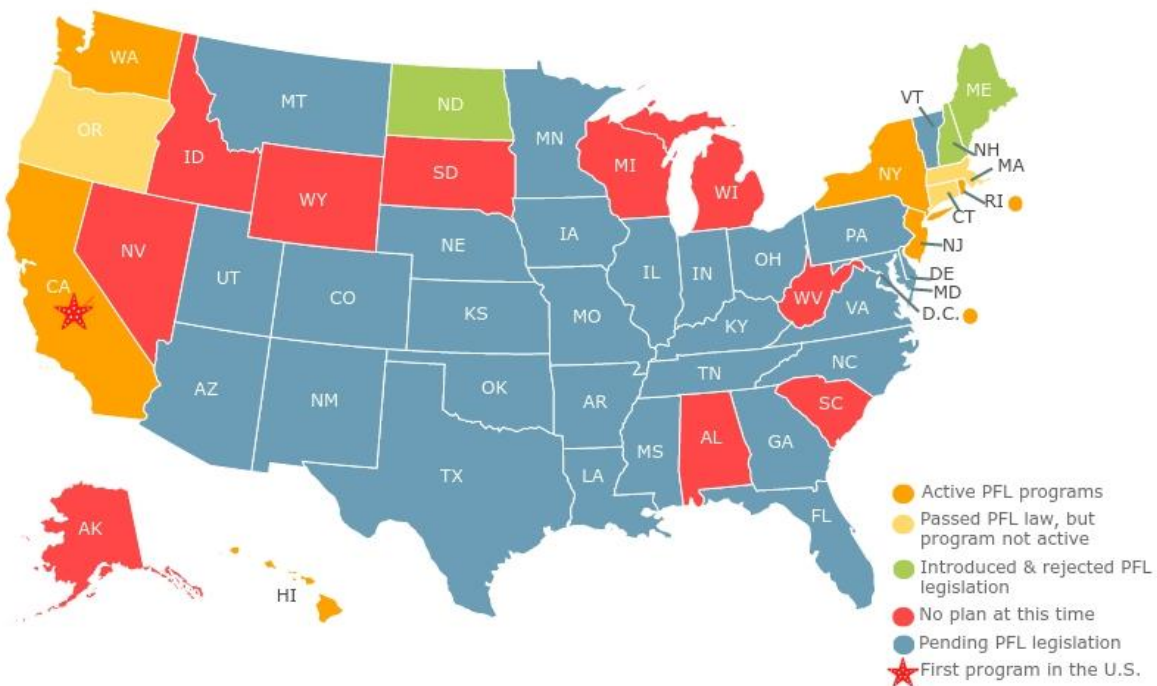 WA
MT
ND
MN
OR
ID
SD
WY
MI
WI
VT
ME
NH
MA
NY
RI
CT
NJ
PA
NV
UT
CO
NE
IA
IL
IN
OH
DE
MD
D.C.
CA
KS
MO
KY
WV
VA
AZ
NM
OK
AR
TN
NC
TX
LA
MS
AL
GA
SC
FL
AK
HI
Active PFL programs
Passed PFL law, but
program not active
Introduced & rejected PFL
legislation
No plan at this time
Pending PFL legislation
First program in the U.S.